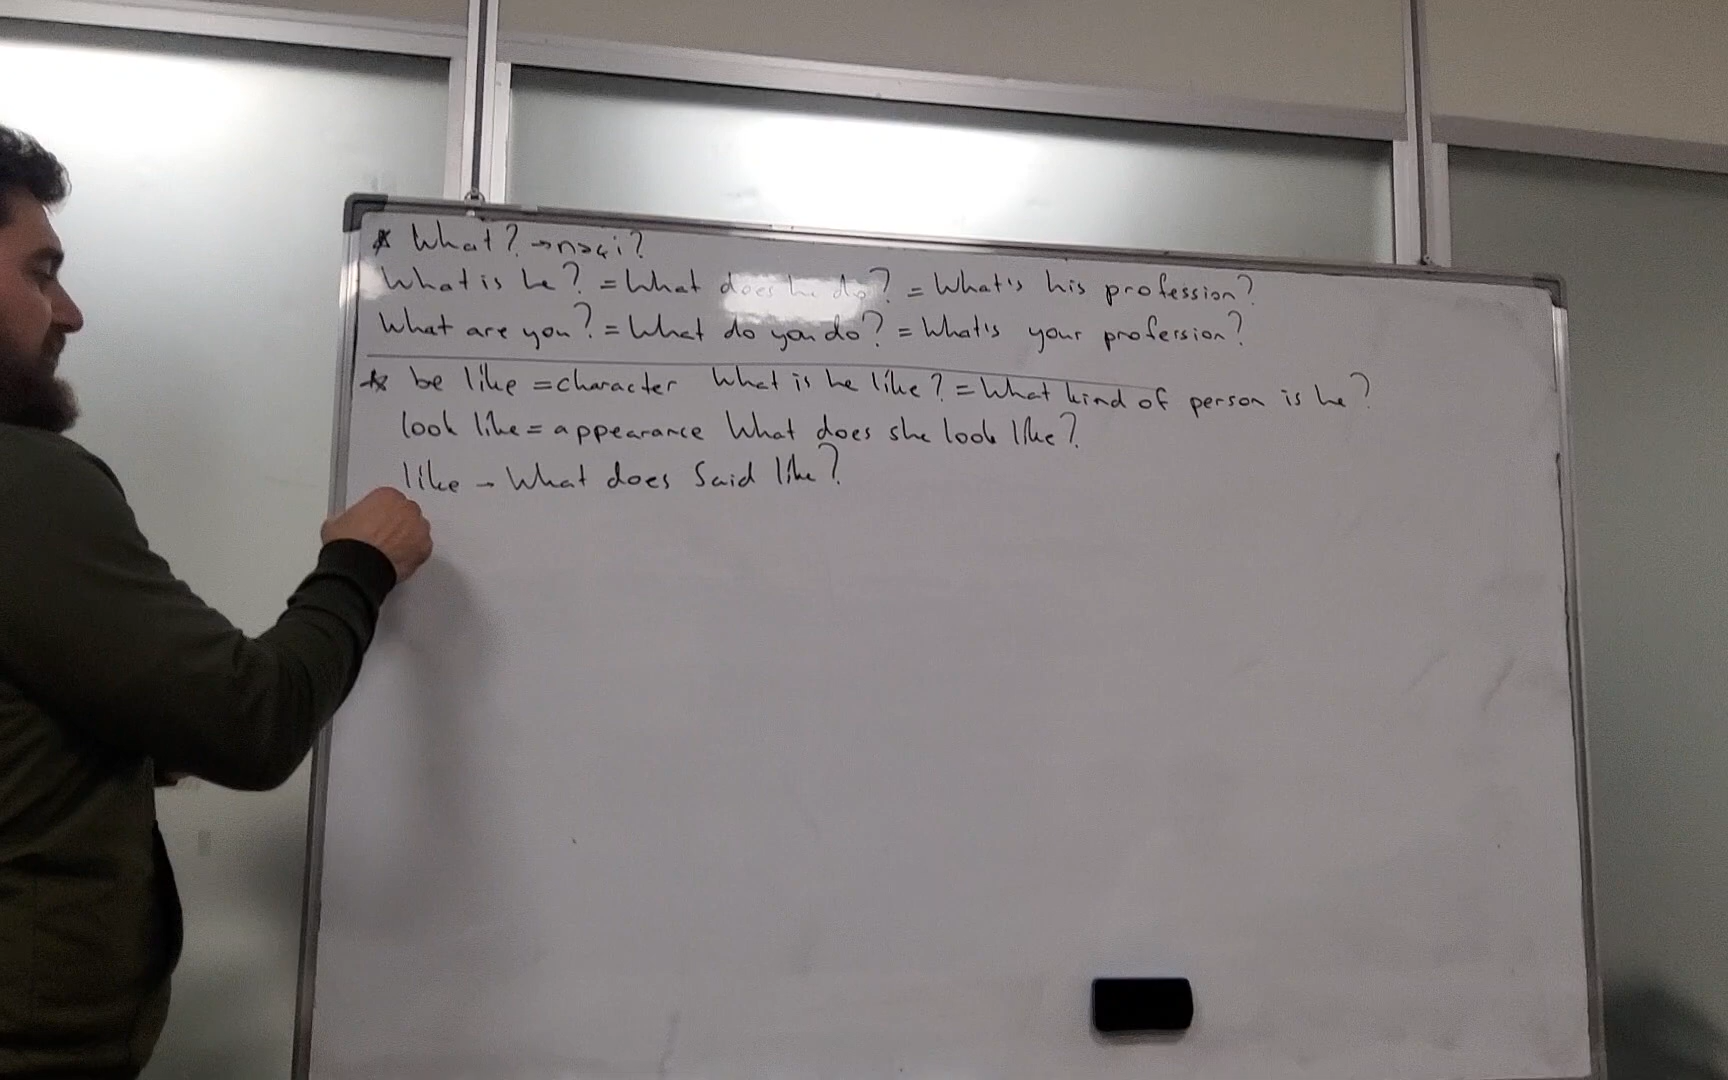 * What? → nəçi?
What is he? = What does he do? = What's his profession?
What are you? = What do you do? = What's your profession?
* be like = character What is he like? = What kind of person is he?
look like = appearance What does she look like?
like → What does Said like?